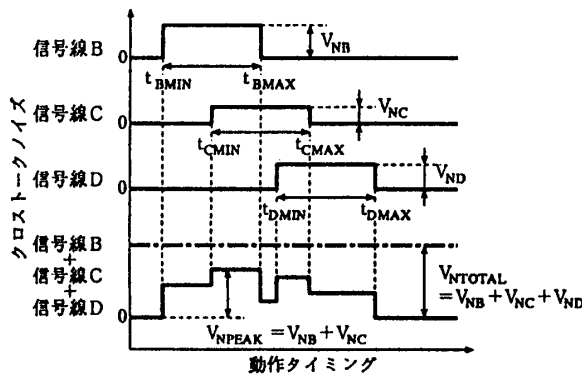 クロストークノイズ
信号線B
0
V_NB
t_BMIN
t_BMAX
信号線C
0
V_NC
t_CMIN
t_CMAX
信号線D
0
V_ND
t_DMIN
t_DMAX
信号線B
+
信号線C
+
信号線D
0
V_NTOTAL
=V_NB+V_NC+V_ND
V_NPEAK=V_NB+V_NC
動作タイミング